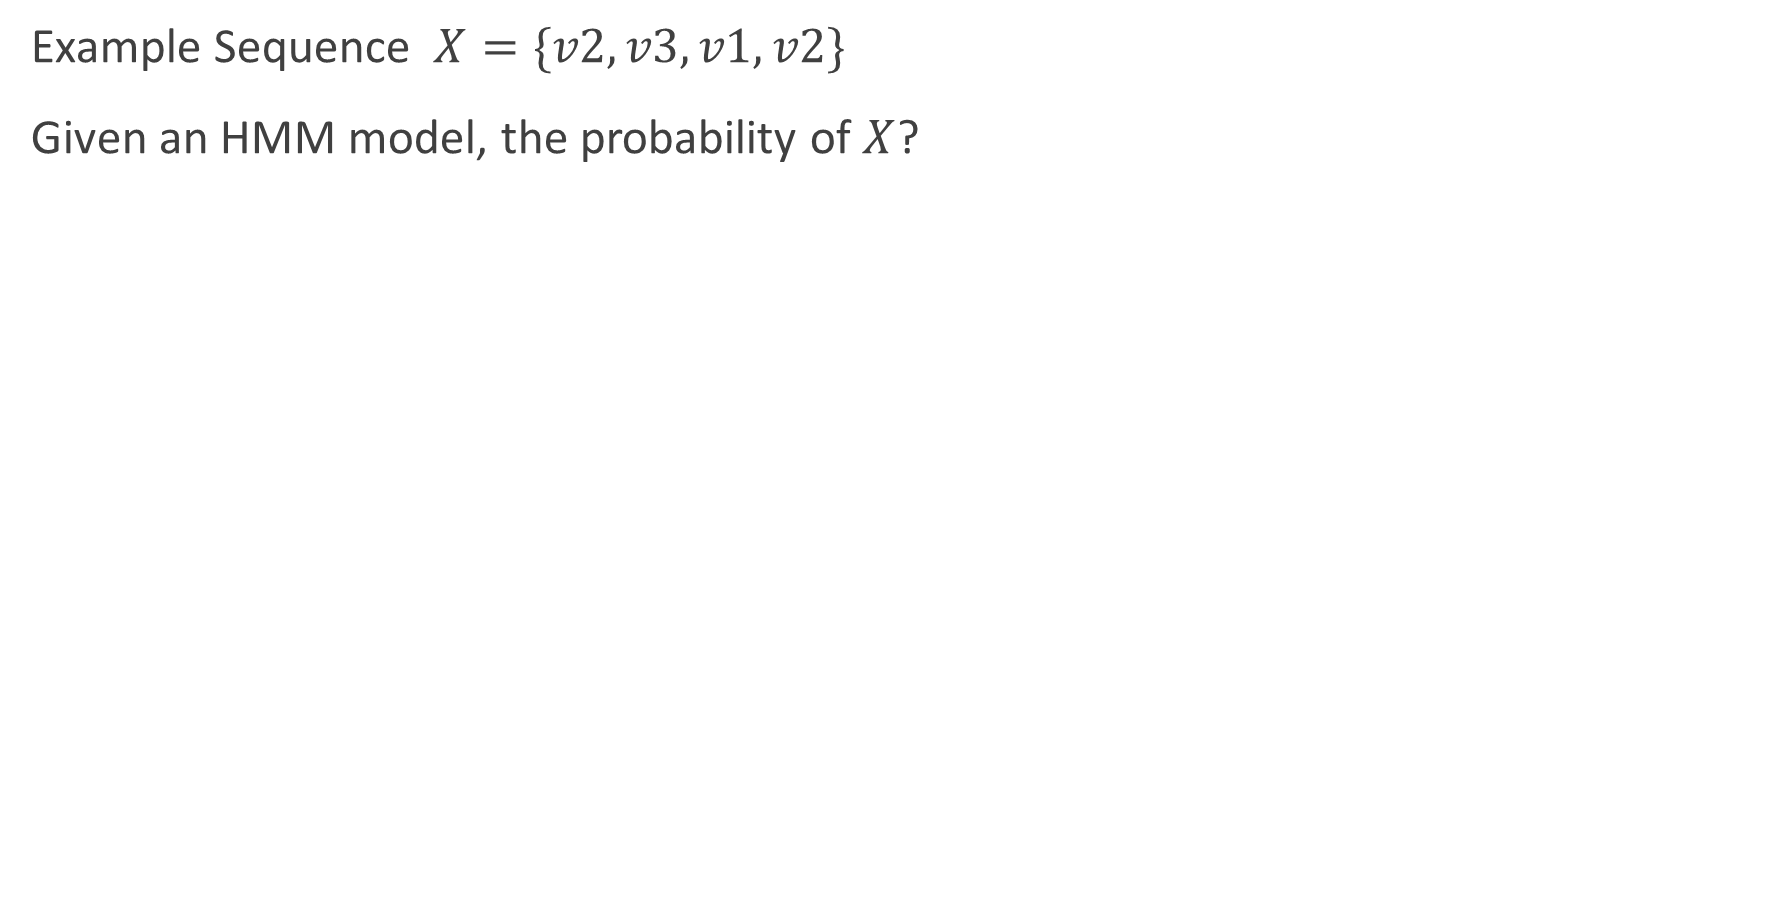 Example Sequence X = {v2, v3, v1, v2}
Given an HMM model, the probability of X?